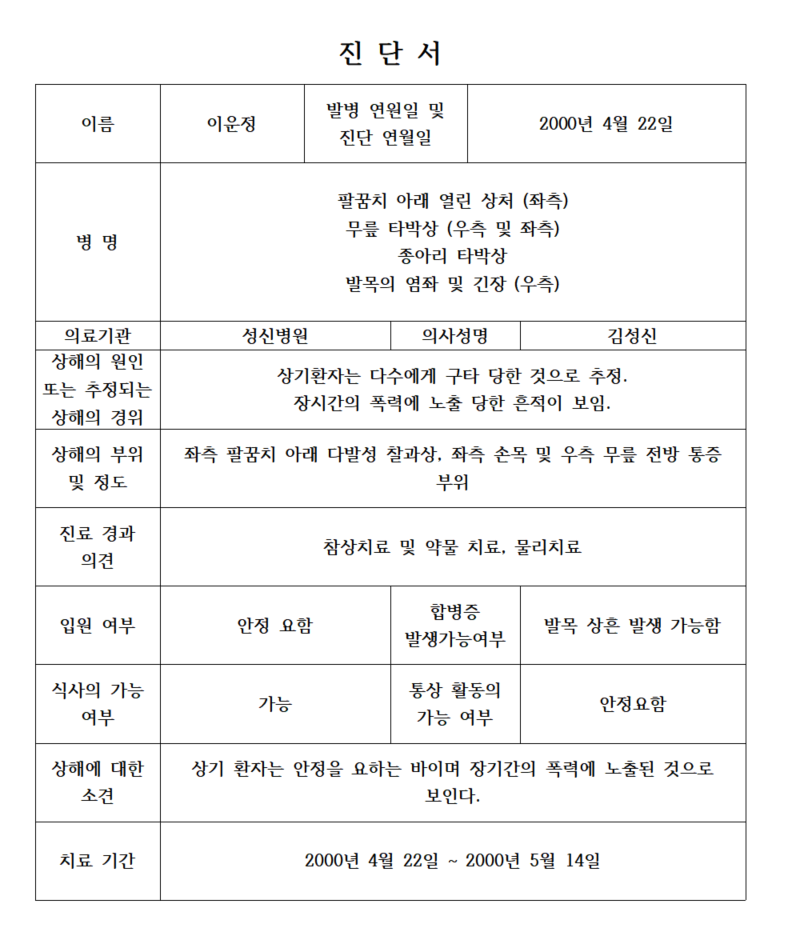 진 단 서
이름
이운정
발병 연원일 및
진단 연월일
2000년 4월 22일
병 명
팔꿈치 아래 열린 상처 (좌측)
무릎 타박상 (우측 및 좌측)
종아리 타박상
발목의 염좌 및 긴장 (우측)
의료기관
성신병원
의사성명
김성신
상해의 원인
또는 추정되는
상해의 경위
상기환자는 다수에게 구타 당한 것으로 추정.
장시간의 폭력에 노출 당한 흔적이 보임.
상해의 부위
및 정도
좌측 팔꿈치 아래 다발성 찰과상, 좌측 손목 및 우측 무릎 전방 통증
부위
진료 경과
의견
참상치료 및 약물 치료, 물리치료
입원 여부
안정 요함
합병증
발생가능여부
발목 상흔 발생 가능함
식사의 가능
여부
가능
통상 활동의
가능 여부
안정요함
상해에 대한
소견
상기 환자는 안정을 요하는 바이며 장기간의 폭력에 노출된 것으로
보인다.
치료 기간
2000년 4월 22일 ~ 2000년 5월 14일